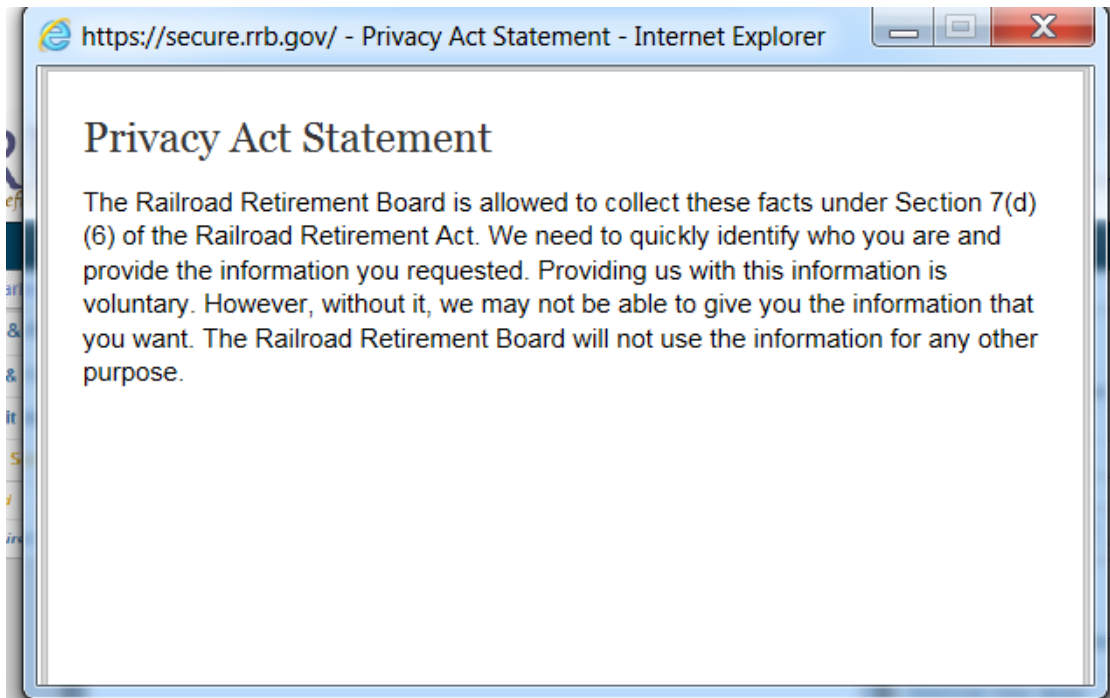 https://secure.rrb.gov/ - Privacy Act Statement - Internet Explorer
Privacy Act Statement
The Railroad Retirement Board is allowed to collect these facts under Section 7(d)
(6) of the Railroad Retirement Act. We need to quickly identify who you are and
provide the information you requested. Providing us with this information is
voluntary. However, without it, we may not be able to give you the information that
you want. The Railroad Retirement Board will not use the information for any other
purpose.
&
&
it